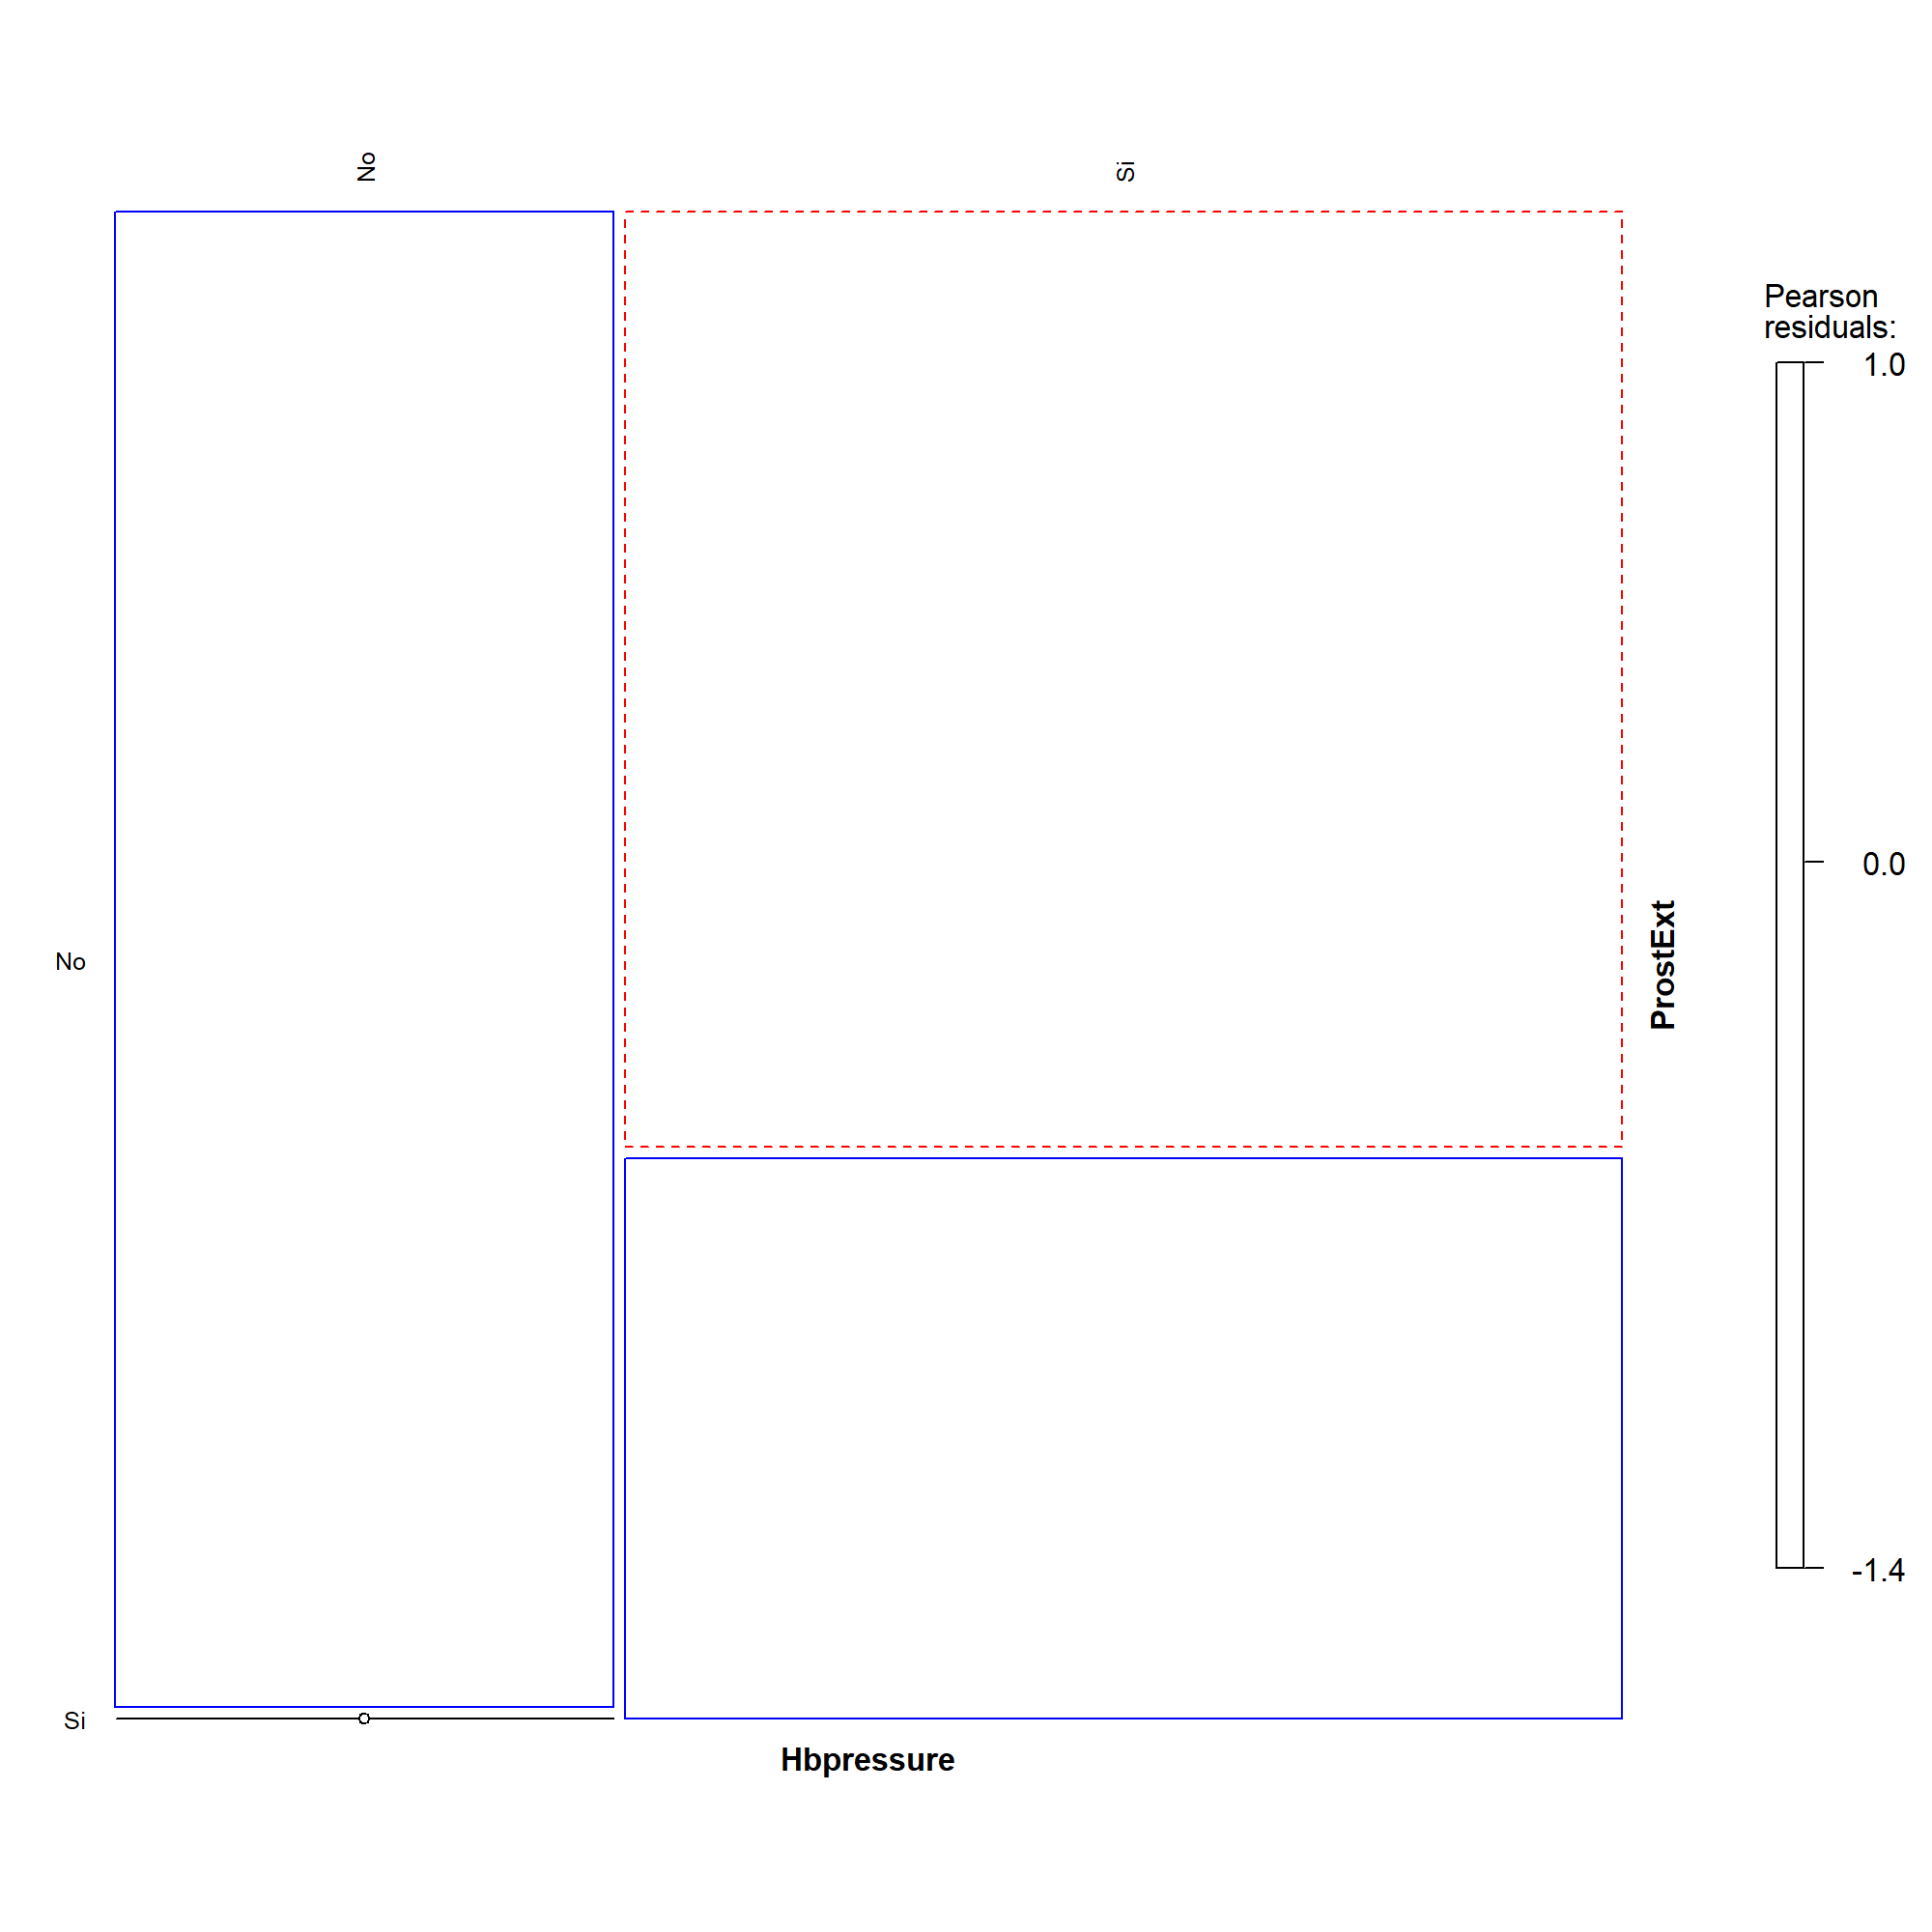 No
Si
Pearson
residuals:
1.0
0.0
-1.4
ProstExt
No
Si
Hbpressure